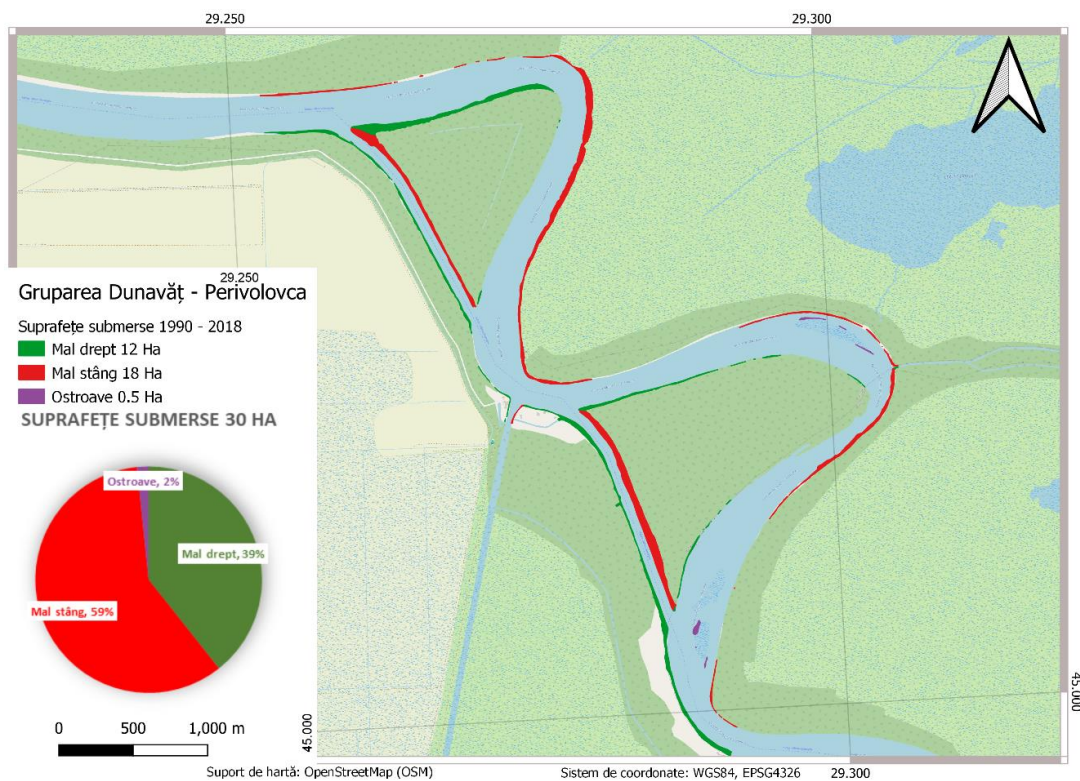 29.250
29.300
29.250
Gruparea Dunavăț - Perivolovca
Suprafețe submerse 1990 - 2018
Mal drept 12 Ha
Mal stâng 18 Ha
Ostroave 0.5 Ha
SUPRAFEȚE SUBMERSE 30 HA
Ostroave, 2%
Mal drept, 39%
Mal stâng, 59%
0 500 1,000 m
45.000
45.000
Suport de hartă: OpenStreetMap (OSM)
Sistem de coordonate: WGS84, EPSG4326
29.300